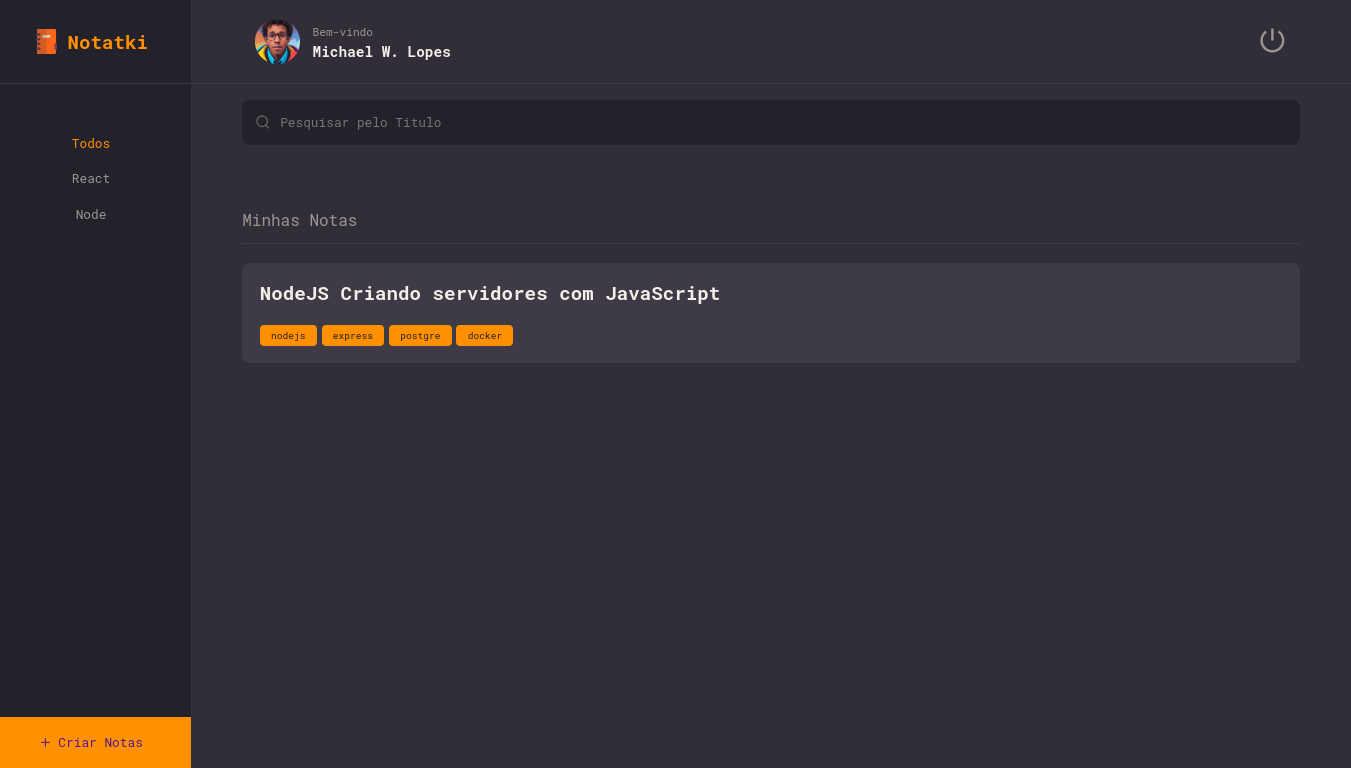 Notatki
Bem-vindo
Michael W. Lopes
Todos
React
Node
+ Criar Notas
Pesquisar pelo Titulo
Minhas Notas
NodeJS Criando servidores com JavaScript
nodejs express postgre docker